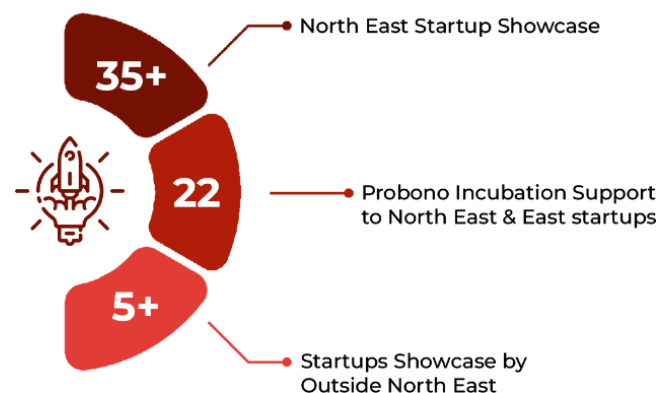 35+
North East Startup Showcase
22
Probono Incubation Support
to North East & East startups
5+
Startups Showcase by
Outside North East